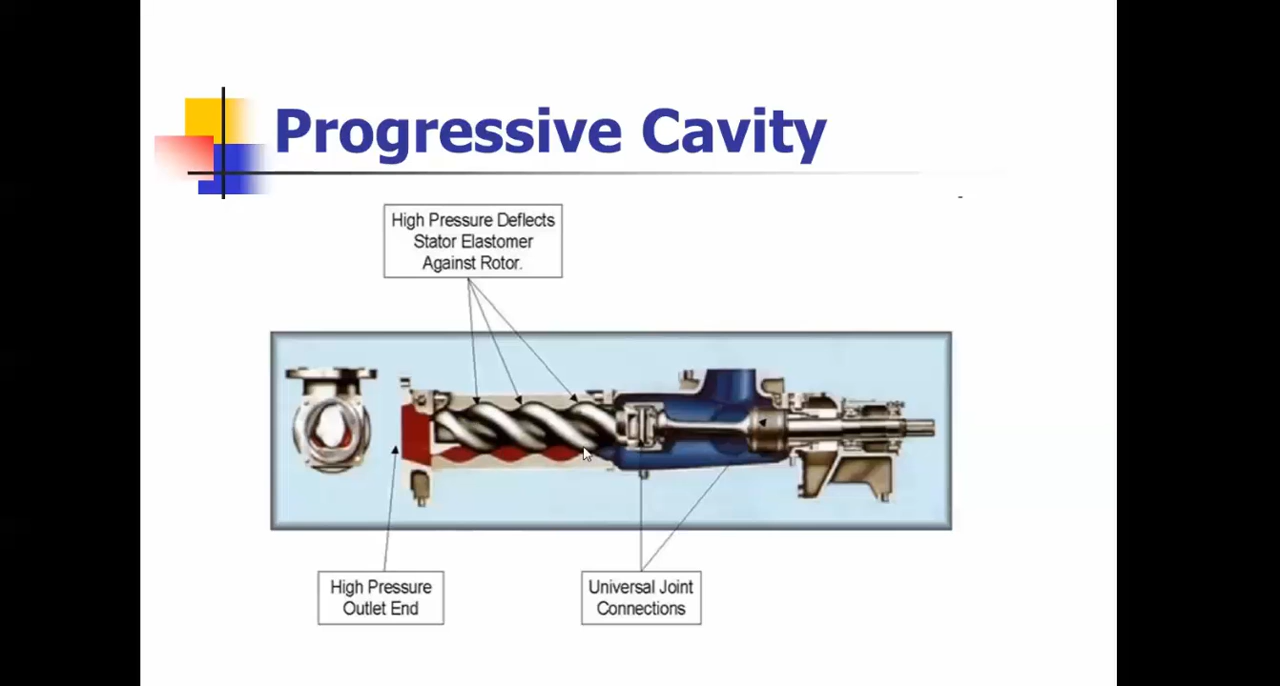 Progressive Cavity
High Pressure Deflects
Stator Elastomer
Against Rotor.
High Pressure
Outlet End
Universal Joint
Connections